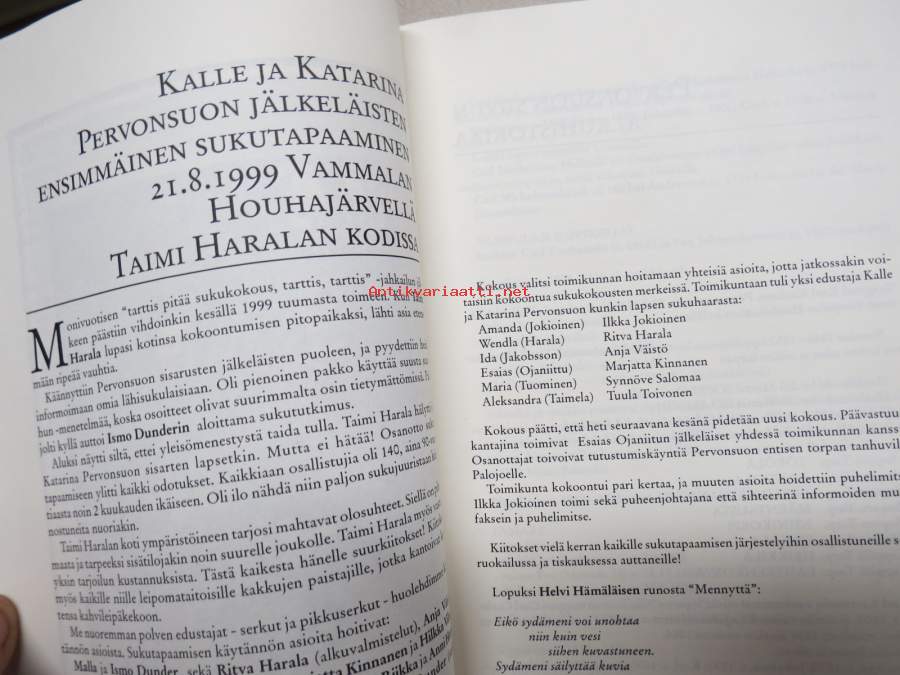 KALLE JA KATARINA
PERVONSUON JÄLKELÄISTEN
ENSIMMÄINEN SUKUTAPAAMINEN
21.8.1999 VAMMALAN
HOUHAJÄRVELLÄ
TAIMI HARALAN KODISSA
Monivuotisen "tarttis pitää sukukokous, tarttis, tarttis" -jahkailun
keen päästiin vihdoinkin kesällä 1999 tuumasta toimeen. Kun
Harala lupasi kotinsa kokoontumisen pitopaikaksi, lähti asia
mään ripeää vauhtia.
Käännyttiin Pervonsuon sisarusten jälkeläisten puoleen, ja pyydettiin
informoimaan omia lähisukulaisiaan. Oli pienoinen pakko käyttää suusta
hun -menetelmää, koska osoitteet olivat suurimmalta osin tietymättömissä.
jolti kyllä auttoi Ismo Dunderin aloittama sukututkimus.
Aluksi näytti siltä, ettei yleisömenestystä taida tulla. Taimi Harala
Katarina Pervonsuon sisarten lapsetkin. Mutta ei hätää! Osanotto
tapaamiseen ylitti kaikki odotukset. Kaikkiaan osallistujia oli 140, aina
tiaasta noin 2 kuukauden ikäiseen. Oli ilo nähdä niin paljon sukujuuristaan
nostuneita nuoriakin.
Taimi Haralan koti ympäristöineen tarjosi mahtavat olosuhteet. Siellä on
maata ja tarpeeksi sisätilojakin noin suurelle joukolle. Taimi Harala myös
yksin tarjoilun kustannuksista. Tästä kaikesta hänelle suurkiitokset!
myös kaikille niille leipomataitoisille kakkujen paistajille, jotka kantoivat
tensa kahvileipäkekoon.
Me nuoremman polven edustajat - serkut ja pikkuserkut - huolehdimme
tännön asioista. Sukutapaamisen käytännön asioita hoitivat:
Malla ja Ismo Dunder, sekä Ritva Harala (alkuvalmistelut), Anja
Marjatta Kinnanen ja Hilkka
Riikka ja Anni
Kokous valitsi toimikunnan hoitamaan yhteisiä asioita, jotta jatkossakin voi-
taisiin kokoontua sukukokousten merkeissä. Toimikuntaan tuli yksi edustaja Kalle
ja Katarina Pervonsuon kunkin lapsen sukuhaarasta:
Amanda (Jokioinen) Ilkka Jokioinen
Wendla (Harala) Ritva Harala
Ida (Jakobsson) Anja Väistö
Esaias (Ojaniittu) Marjatta Kinnanen
Maria (Tuominen) Synnöve Salomaa
Aleksandra (Taimela) Tuula Toivonen
Kokous päätti, että heti seuraavana kesänä pidetään uusi kokous. Päävastuu
kantajina toimivat Esaias Ojaniitun jälkeläiset yhdessä toimikunnan kanss
Osanottajat toivoivat tutustumiskäyntiä Pervonsuon entisen torpan tanhuvil
Palojoelle.
Toimikunta kokoontui pari kertaa, ja muuten asioita hoidettiin puhelimits
Ilkka Jokioinen toimi sekä puheenjohtajana että sihteerinä informoiden mu
faksein ja puhelimitse.
Kiitokset vielä kerran kaikille sukutapaamisen järjestelyihin osallistuneille s
ruokailussa ja tiskauksessa auttaneille!
Lopuksi Helvi Hämäläisen runosta "Mennyttä":
Eikö sydämeni voi unohtaa
niin kuin vesi
siihen kuvastuneen.
Sydämeni säilyttää kuvia
Antikvariaatti.net